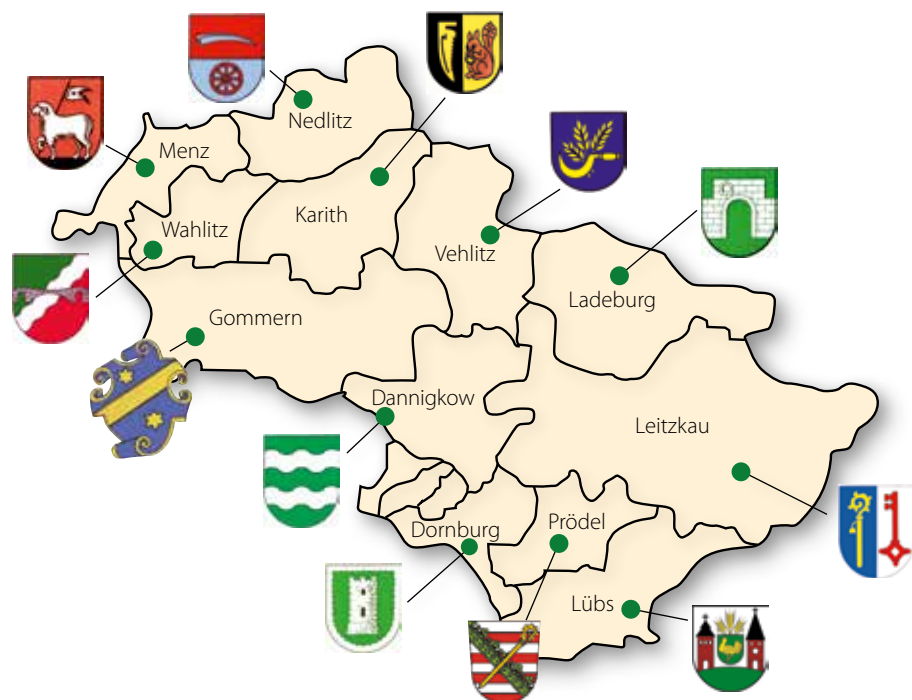 Nedlitz
Menz
Karith
Wahlitz
Vehlitz
Ladeburg
Gommern
Dannigkow
Leitzkau
Dornburg
Prödel
Lübs